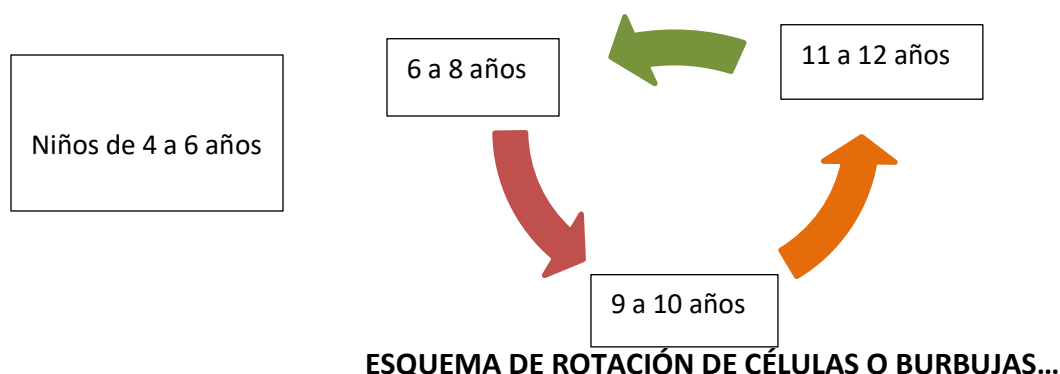 Niños de 4 a 6 años
6 a 8 años
11 a 12 años
9 a 10 años
ESQUEMA DE ROTACIÓN DE CÉLULAS O BURBUJAS…